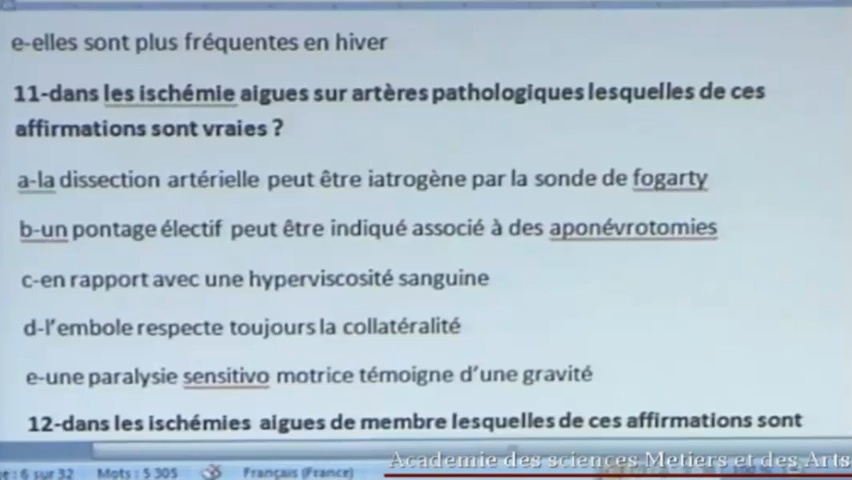 e-elles sont plus fréquentes en hiver
11-dans les ischémie aigues sur artères pathologiques lesquelles de ces
affirmations sont vraies ?
a-la dissection artérielle peut être iatrogène par la sonde de fogarty
b-un pontage électif peut être indiqué associé à des aponévrotomies
c-en rapport avec une hyperviscosité sanguine
d-l'embole respecte toujours la collatéralité
e-une paralysie sensitivo motrice témoigne d'une gravité
12-dans les ischémies aigues de membre lesquelles de ces affirmations sont
e : 6 sur 32 Mots : 5 305 Français (France)
Academie des sciences Metiers et des Arts